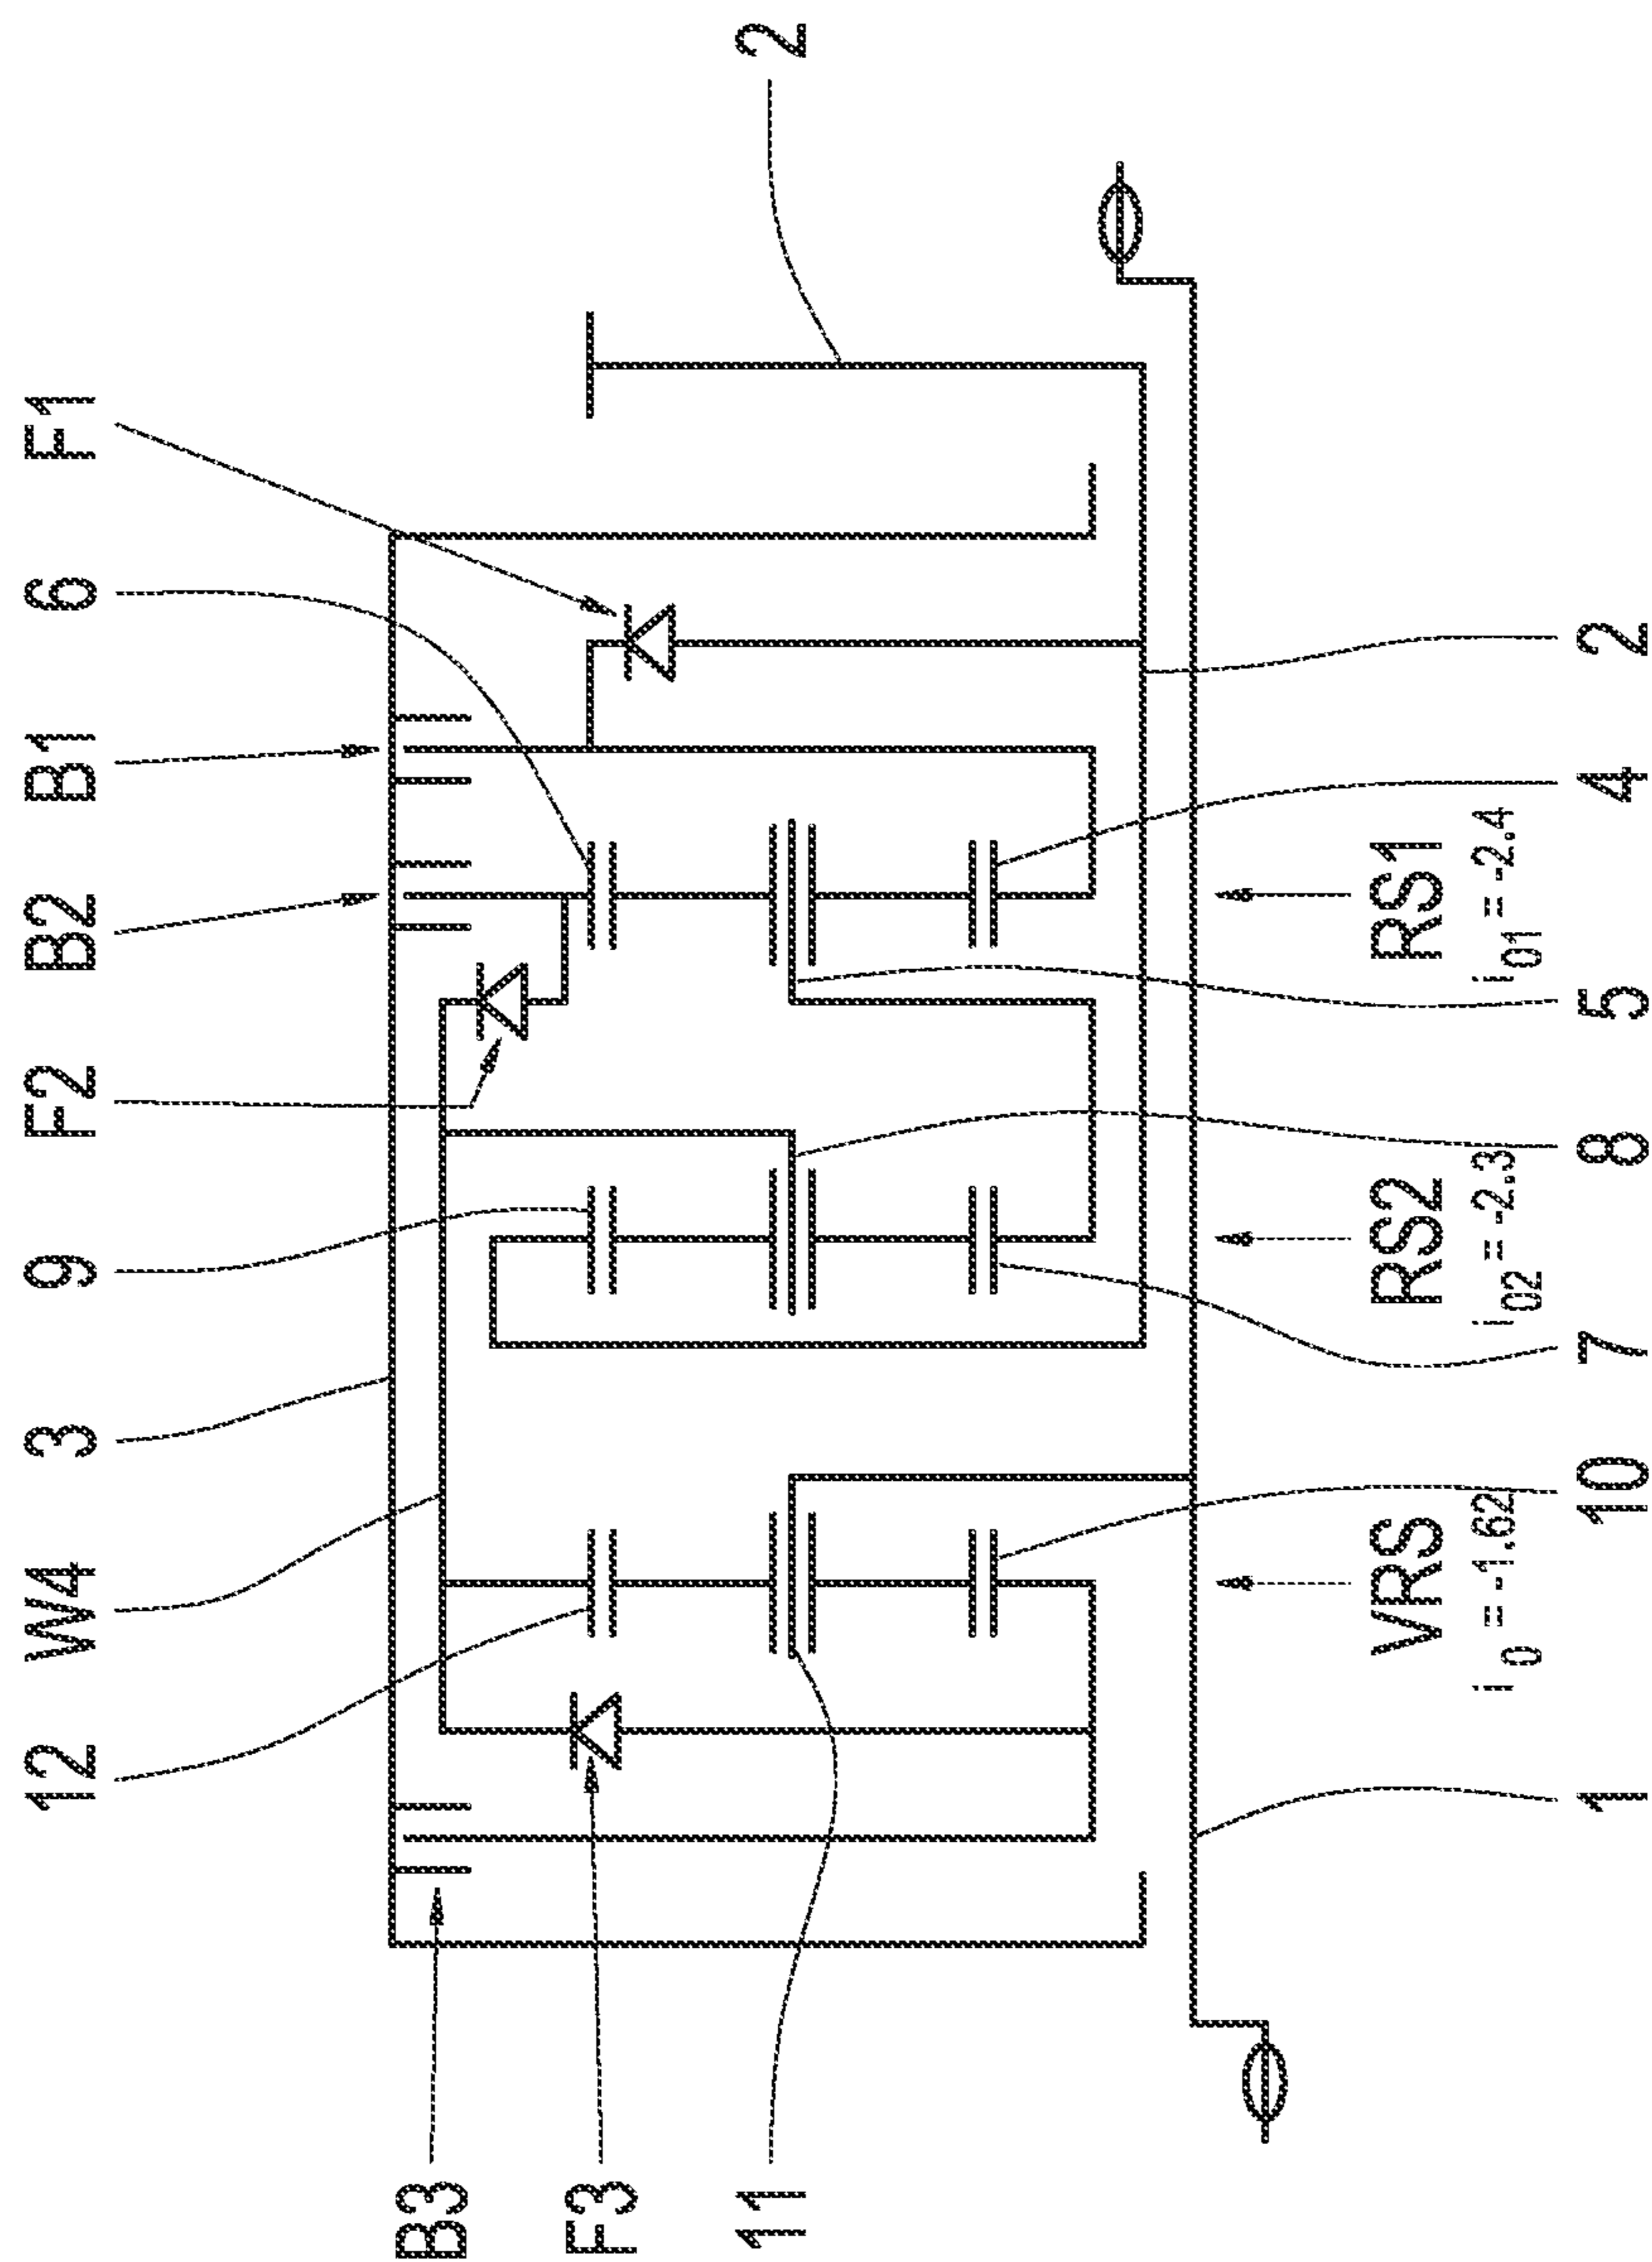 12
W4
3
9
F2
B2
B1
6
F1
B3
F3
11
2
VRS
i0 = -1.62
RS2
i02 = -2.3
RS1
i01 = -2.4
1
10
7
8
5
4
2